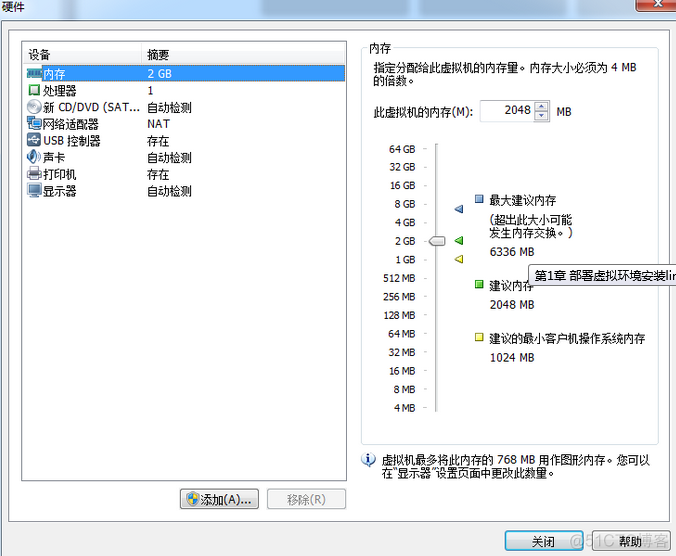 硬件
设备 摘要
内存 2 GB
处理器 1
新 CD/DVD (SAT... 自动检测
网络适配器 NAT
USB 控制器 存在
声卡 自动检测
打印机 存在
显示器 自动检测
添加(A)... 移除(R)
内存
指定分配给此虚拟机的内存量。内存大小必须为 4 MB
的倍数。
此虚拟机的内存(M): 2048 MB
64 GB
32 GB
16 GB
8 GB
4 GB
2 GB
1 GB
512 MB
256 MB
128 MB
64 MB
32 MB
16 MB
8 MB
4 MB
最大建议内存
(超出此大小可能
发生内存交换。)
6336 MB
第1章 部署虚拟环境安装lin
建议内存
2048 MB
建议的最小客户机操作系统内存
1024 MB
虚拟机最多将此内存的 768 MB 用作图形内存。您可以
在“显示器”设置页面中更改此数量。
关闭 帮助
@51CTO博客